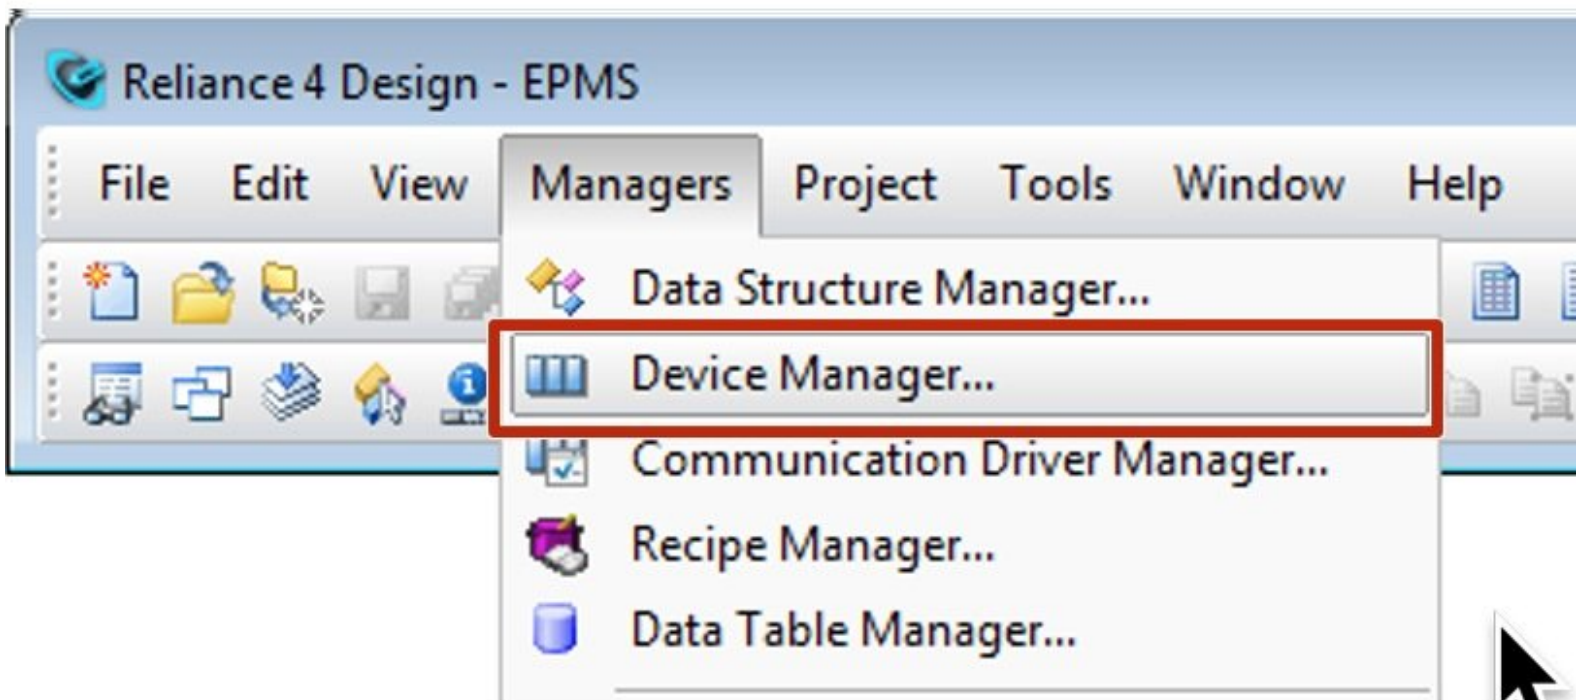 Reliance 4 Design - EPMS
File Edit View Managers Project Tools Window Help
Data Structure Manager...
Device Manager...
Communication Driver Manager...
Recipe Manager...
Data Table Manager...